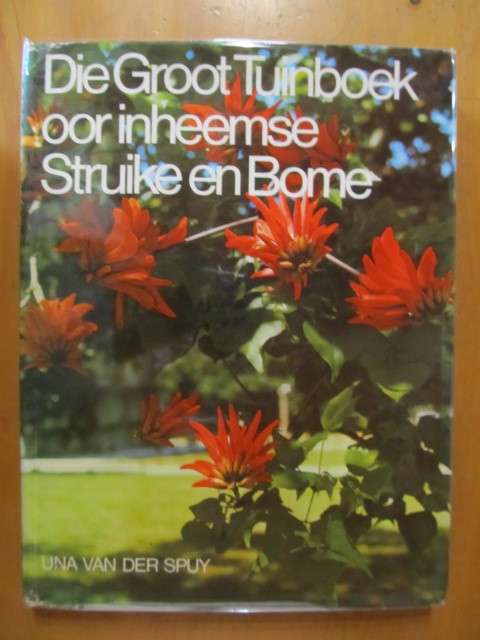 Die Groot Tuinboek
oor inheemse
Struike en Bome
UNA VAN DER SPUY